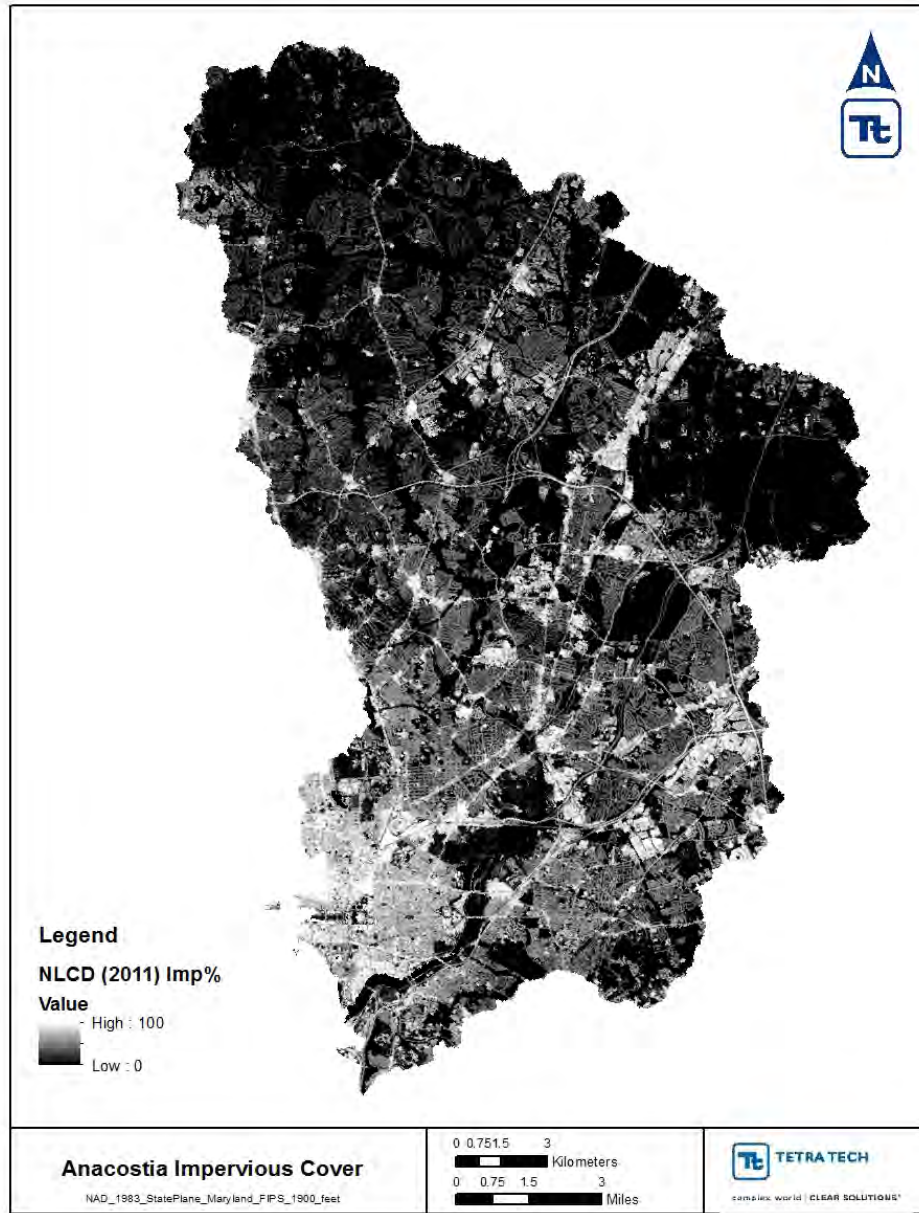 N
Tt
Legend
NLCD (2011) Imp%
Value
High : 100
Low : 0
Anacostia Impervious Cover
NAD_1983_StatePlane_Maryland_FIPS_1900_feet
0 0.751.5 3
Kilometers
0 0.75 1.5 3
Miles
Tt TETRA TECH
complex world | CLEAR SOLUTIONS